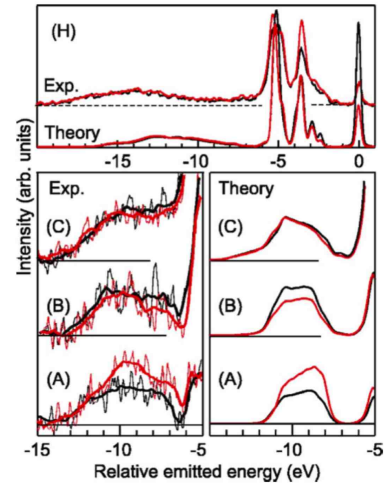 (H)
Exp.
Theory
-15 -10 -5 0
Intensity (arb. units)
Exp. Theory
(C) (C)
(B) (B)
(A) (A)
-15 -10 -5 -10 -5
Relative emitted energy (eV)